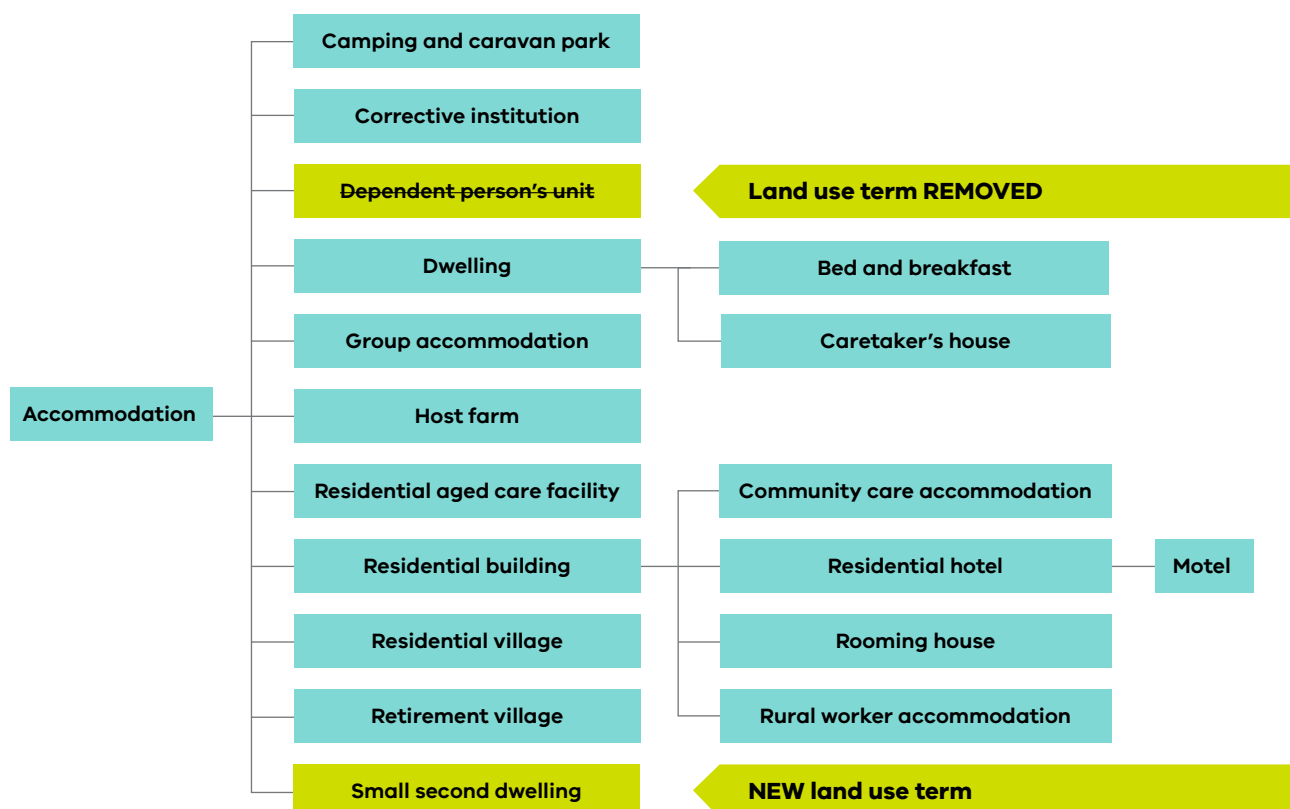 Camping and caravan park
Corrective institution
Dependent person's unit
Land use term REMOVED
Dwelling
Bed and breakfast
Group accommodation
Caretaker's house
Accommodation
Host farm
Residential aged care facility
Community care accommodation
Residential building
Residential hotel
Motel
Residential village
Rooming house
Retirement village
Rural worker accommodation
Small second dwelling
NEW land use term